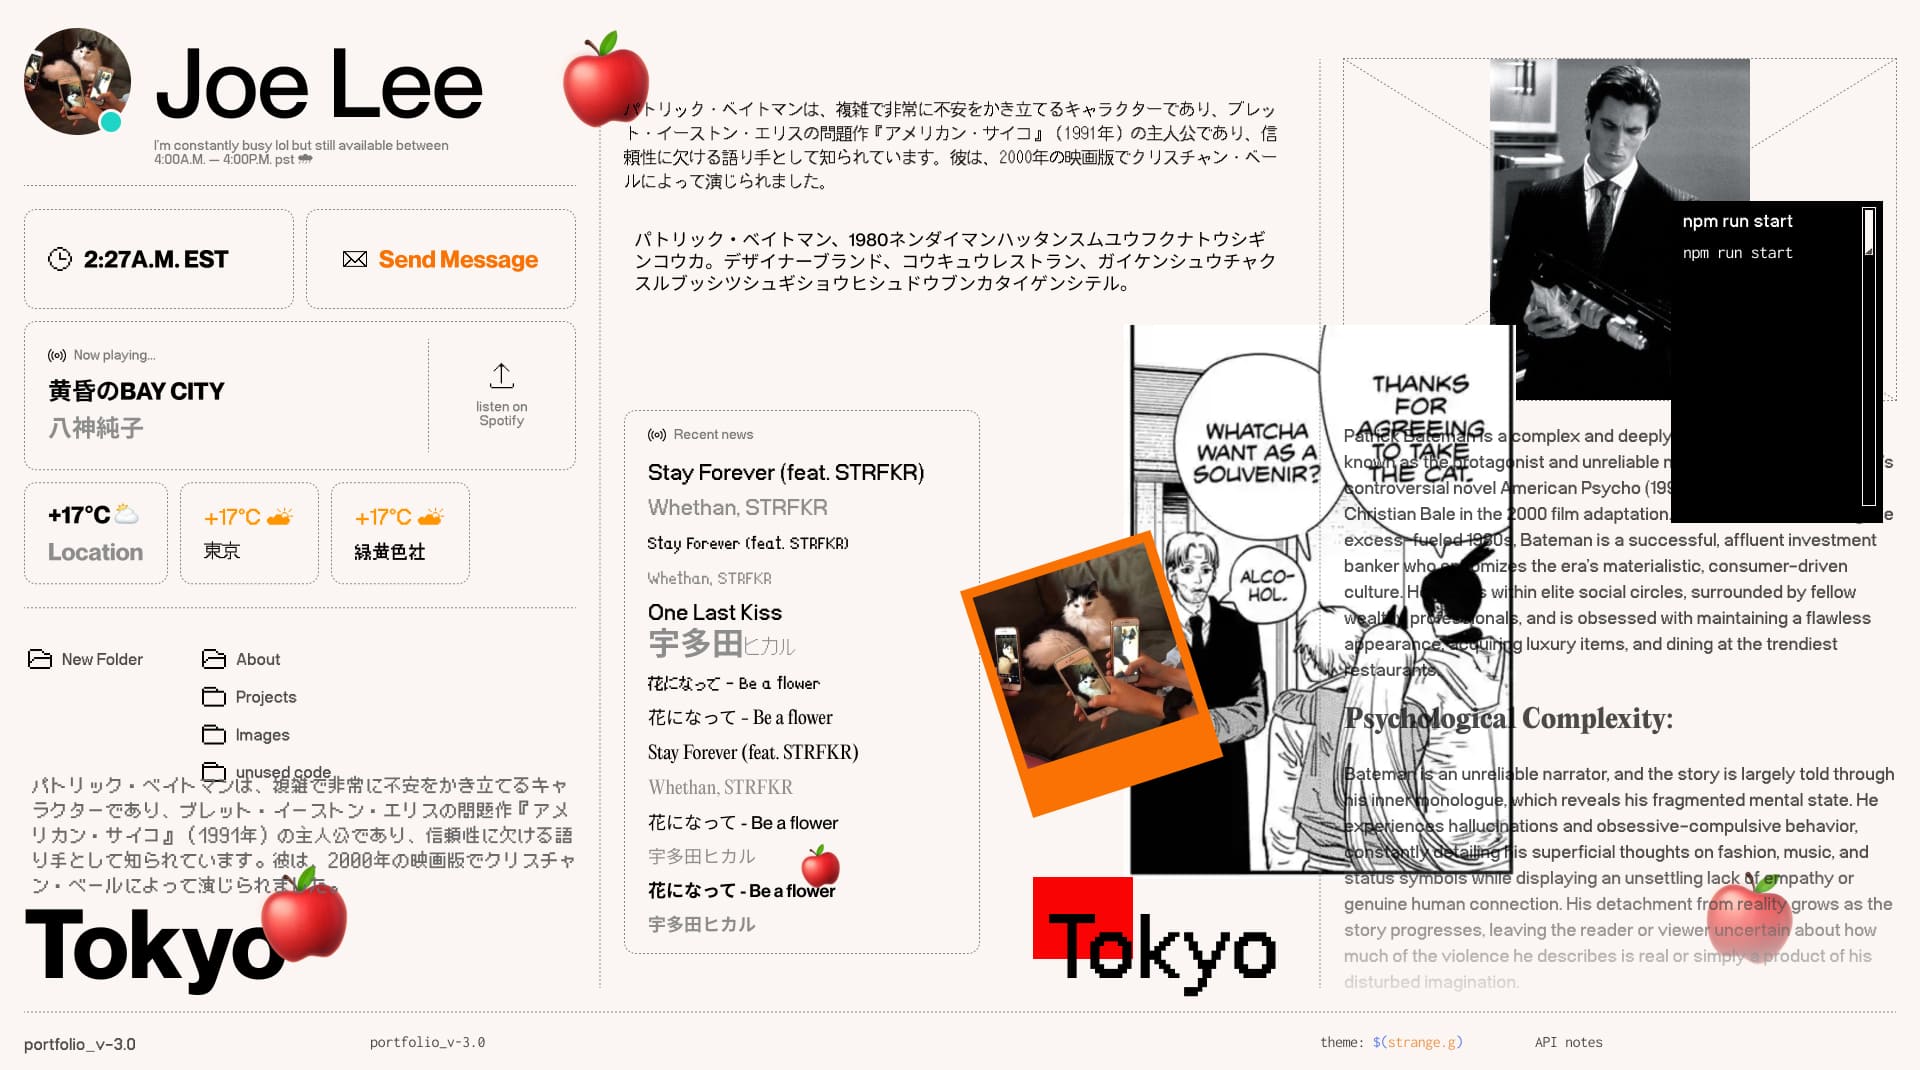 Joe Lee
I'm constantly busy lol but still available between
4:00A.M. — 4:00P.M. pst
2:27A.M. EST
Send Message
Now playing...
黄昏のBAY CITY
八神純子
listen on
Spotify
+17°C
Location
+17°C
東京
+17°C
緑黄色社
New Folder
About
Projects
Images
unused code
パトリック・ベイトマンは、複雑で非常に不安をかき立てるキャ
ラクターであり、ブレット・イーストン・エリスの問題作『アメ
リカン・サイコ』（1991年）の主人公であり、信頼性に欠ける語
り手として知られています。彼は、2000年の映画版でクリスチャ
ン・ベールによって演じられました。
Tokyo
パトリック・ベイトマンは、複雑で非常に不安をかき立てるキャラクターであり、ブレッ
ト・イーストン・エリスの問題作『アメリカン・サイコ』（1991年）の主人公であり、信
頼性に欠ける語り手として知られています。彼は、2000年の映画版でクリスチャン・ベー
ルによって演じられました。
パトリック・ベイトマン、1980ネンダイマンハッタンスムユウフクナトウシギ
ンコウカ。デザイナーブランド、コウキュウレストラン、ガイケンシュウチャク
スルブッシツシュギショウヒシュドウブンカタイゲンシテル。
Recent news
Stay Forever (feat. STRFKR)
Whethan, STRFKR
Stay Forever (feat. STRFKR)
Whethan, STRFKR
One Last Kiss
宇多田ヒカル
花になって - Be a flower
花になって - Be a flower
Stay Forever (feat. STRFKR)
Whethan, STRFKR
花になって - Be a flower
宇多田ヒカル
花になって - Be a flower
宇多田ヒカル
WHATCHA
WANT AS A
SOUVENIR?
THANKS
FOR
AGREEING
TO TAKE
THE CAT.
ALCO-
HOL.
Tokyo
npm run start
npm run start
Patrick Bateman is a complex and deeply
known as the protagonist and unreliable
controversial novel American Psycho
Christian Bale in the 2000 film adaptation.
excess-fueled 1980s, Bateman is a successful, affluent investment
banker who epitomizes the era's materialistic, consumer-driven
culture. He within elite social circles, surrounded by fellow
wealthy professionals, and is obsessed with maintaining a flawless
appearance, acquiring luxury items, and dining at the trendiest
restaurants.
Psychological Complexity:
Bateman is an unreliable narrator, and the story is largely told through
his inner monologue, which reveals his fragmented mental state. He
experiences hallucinations and obsessive-compulsive behavior,
constantly detailing his superficial thoughts on fashion, music, and
status symbols while displaying an unsettling lack of empathy or
genuine human connection. His detachment from reality grows as the
story progresses, leaving the reader or viewer uncertain about how
much of the violence he describes is real or simply a product of his
disturbed imagination.
portfolio_v-3.0
portfolio_v-3.0
theme: $(strange.g)
API notes